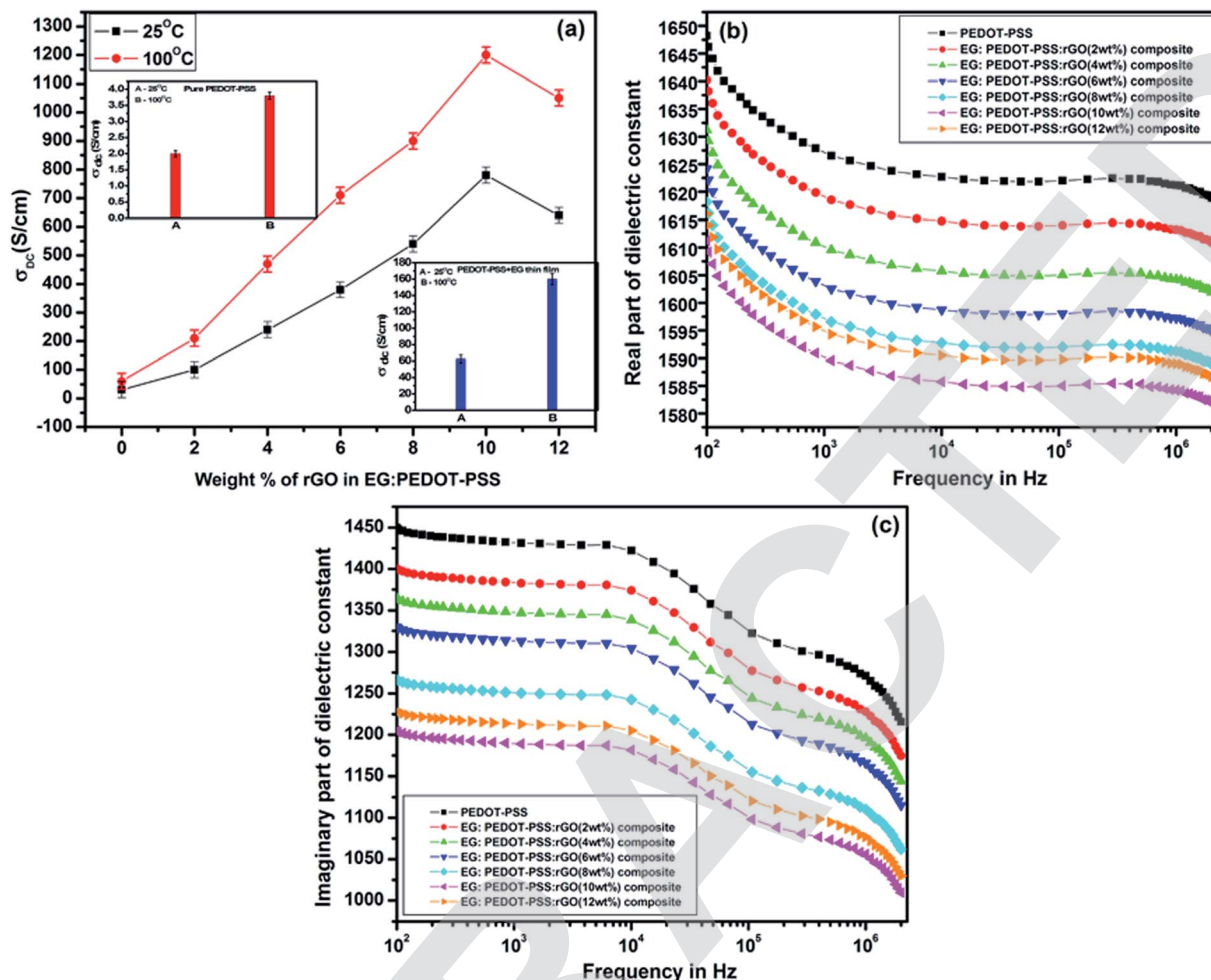 (a)
25°C
100°C
σDC(S/cm)
1300
1200
1100
1000
900
800
700
600
500
400
300
200
100
0
-100
0 2 4 6 8 10 12
Weight % of rGO in EG:PEDOT-PSS
A - 25°C Pure PEDOT-PSS
B - 100°C
σdc(S/cm)
4.0
3.5
3.0
2.5
2.0
1.5
1.0
0.5
0.0
A B
A - 25°C PEDOT-PSS+EG thin film
B - 100°C
σdc(S/cm)
180
160
140
120
100
80
60
40
20
0
A B
(b)
PEDOT-PSS
EG: PEDOT-PSS:rGO(2wt%) composite
EG: PEDOT-PSS:rGO(4wt%) composite
EG: PEDOT-PSS:rGO(6wt%) composite
EG: PEDOT-PSS:rGO(8wt%) composite
EG: PEDOT-PSS:rGO(10wt%) composite
EG: PEDOT-PSS:rGO(12wt%) composite
Real part of dielectric constant
1650
1645
1640
1635
1630
1625
1620
1615
1610
1605
1600
1595
1590
1585
1580
10² 10³ 10⁴ 10⁵ 10⁶
Frequency in Hz
(c)
Imaginary part of dielectric constant
1450
1400
1350
1300
1250
1200
1150
1100
1050
1000
PEDOT-PSS
EG: PEDOT-PSS:rGO(2wt%) composite
EG: PEDOT-PSS:rGO(4wt%) composite
EG: PEDOT-PSS:rGO(6wt%) composite
EG: PEDOT-PSS:rGO(8wt%) composite
EG: PEDOT-PSS:rGO(10wt%) composite
EG: PEDOT-PSS:rGO(12wt%) composite
10² 10³ 10⁴ 10⁵ 10⁶
Frequency in Hz